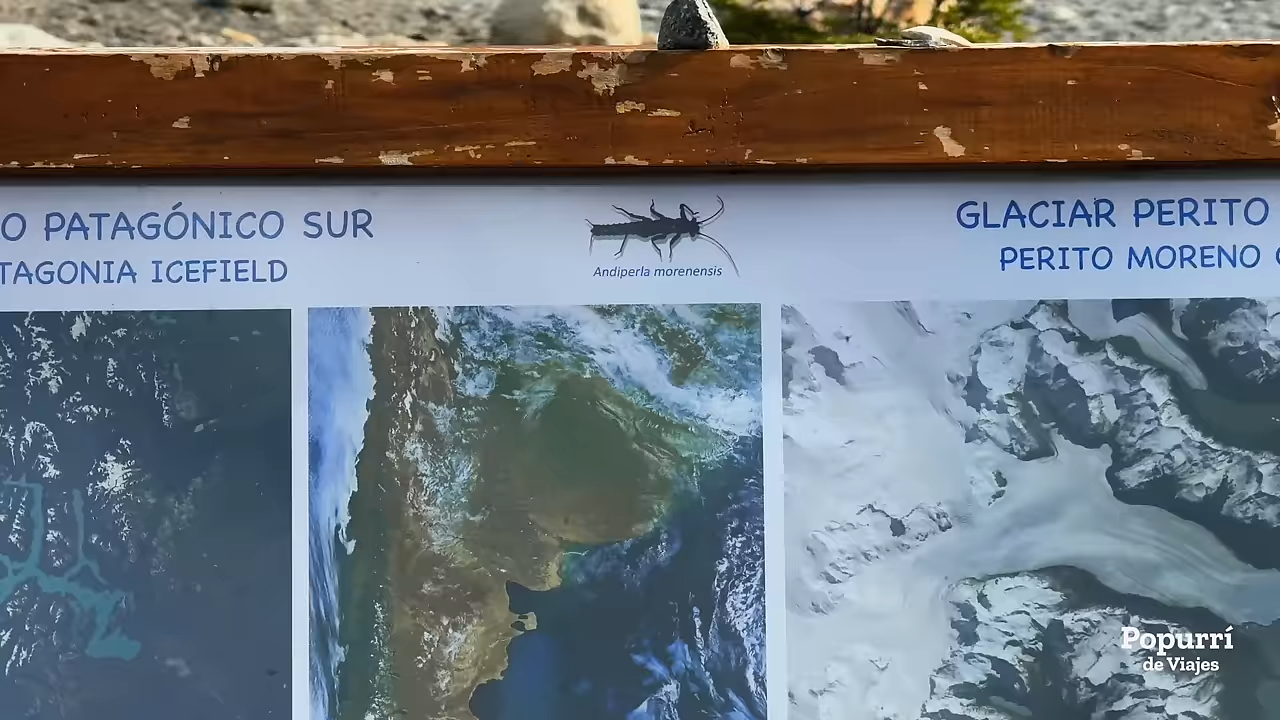 O PATAGÓNICO SUR
TAGONIA ICEFIELD
Andiperla morenensis
GLACIAR PERITO
PERITO MORENO
Popurrí
de Viajes